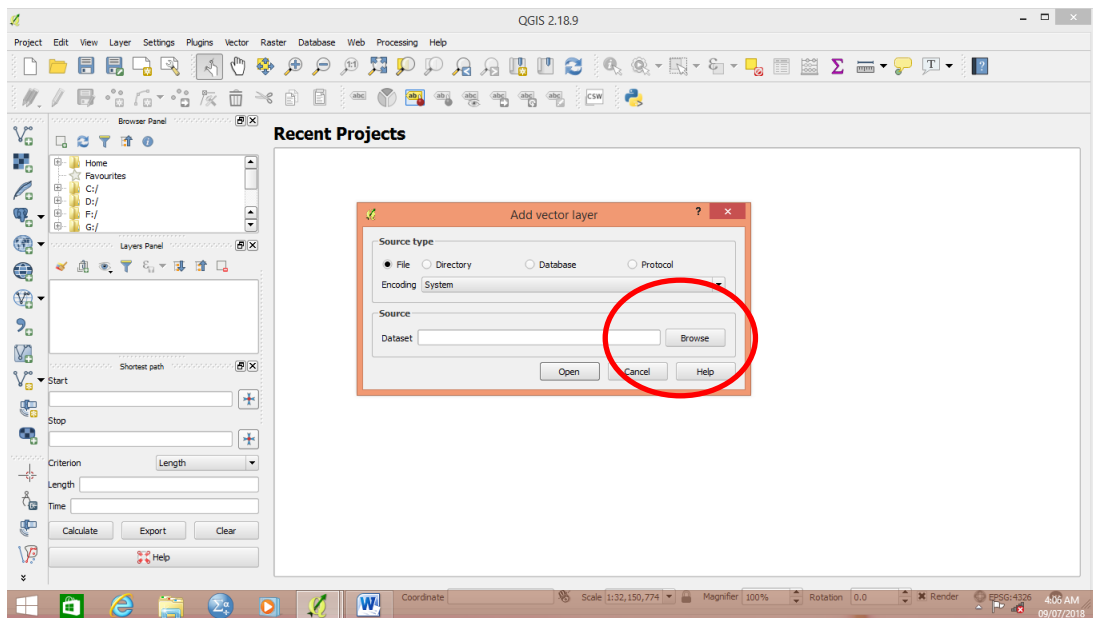 QGIS 2.18.9
Project Edit View Layer Settings Plugins Vector Raster Database Web Processing Help
Browser Panel
Home
Favourites
C:/
D:/
F:/
G:/
Layers Panel
Shortest path
Start
Stop
Criterion Length
Length
Time
Calculate Export Clear
Help
Recent Projects
Add vector layer
Source type
File Directory Database Protocol
Encoding System
Source
Dataset Browse
Open Cancel Help
Coordinate Scale 1:32,150,774 Magnifier 100% Rotation 0.0 Render EPSG:4326
4:06 AM
09/07/2018